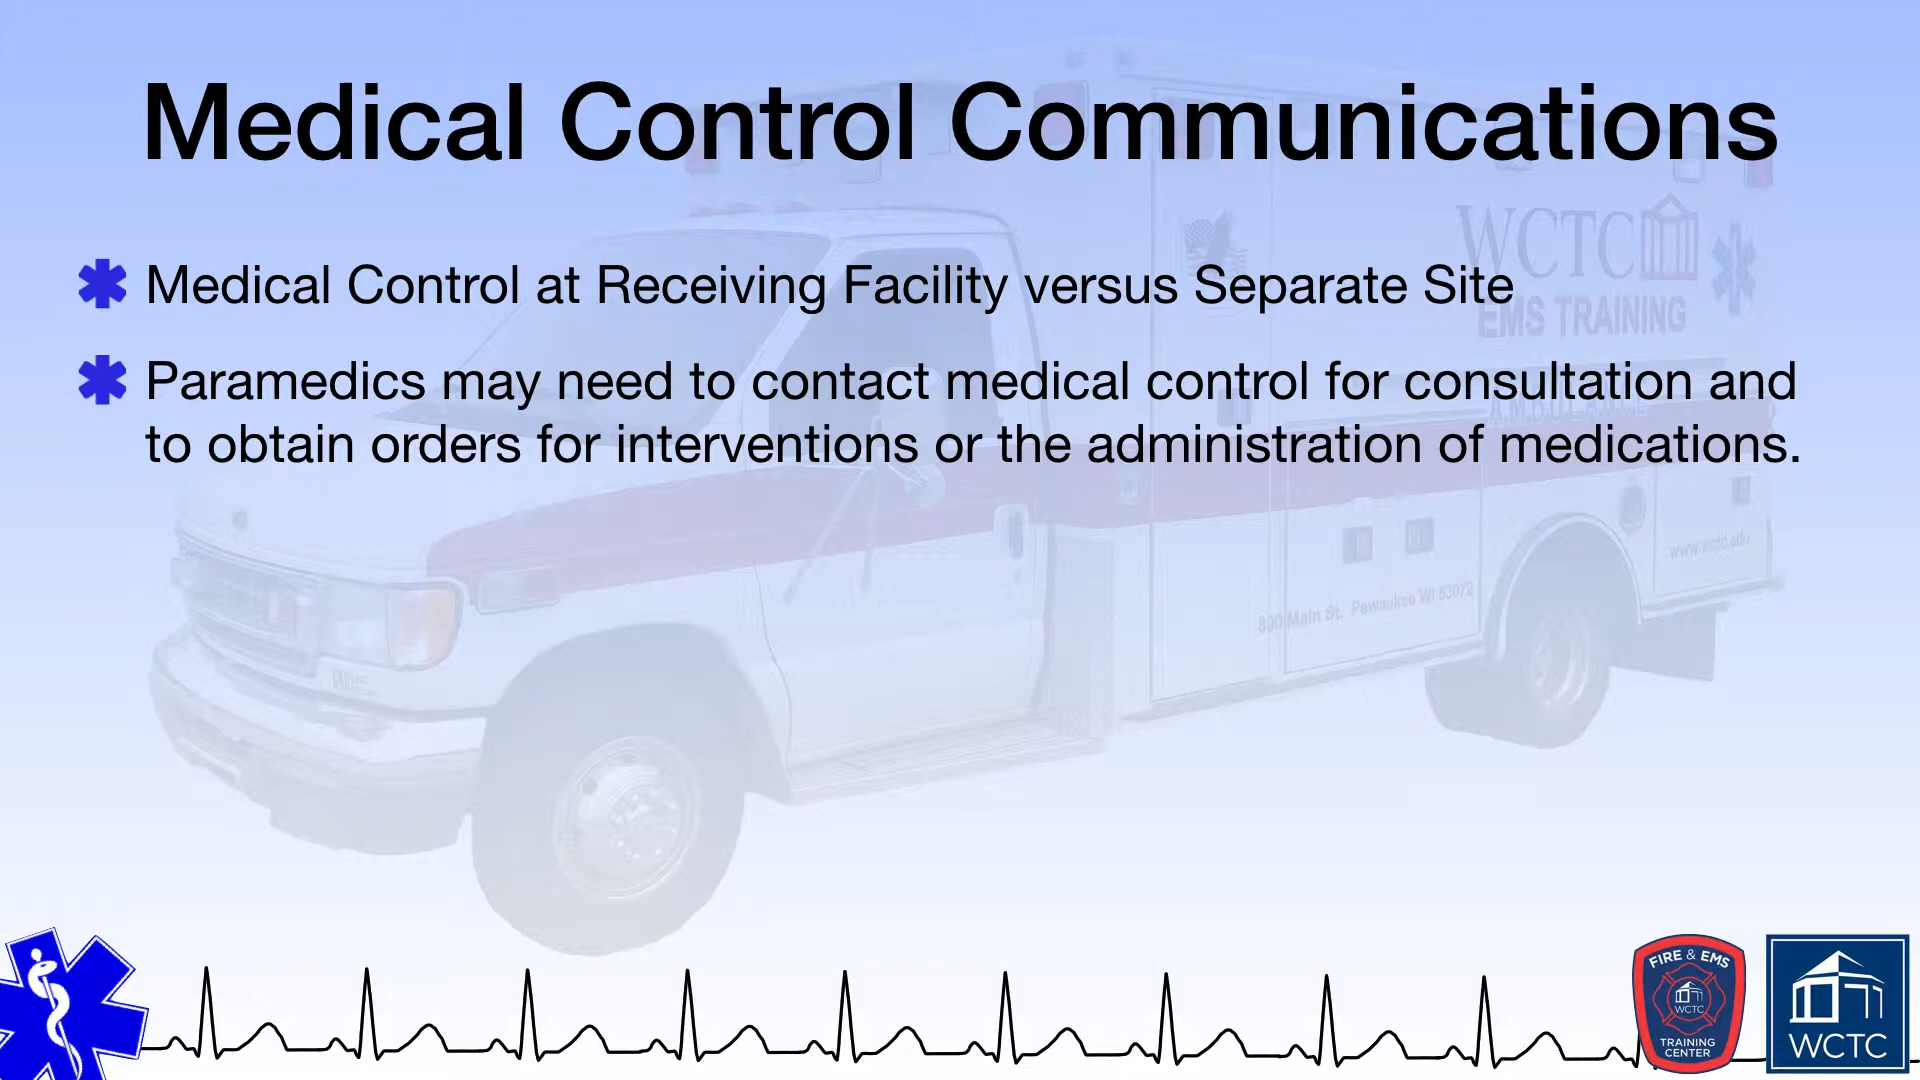 Medical Control Communications
Medical Control at Receiving Facility versus Separate Site
Paramedics may need to contact medical control for consultation and
to obtain orders for interventions or the administration of medications.
WCTC
EMS TRAINING
www.wctc.edu
800 Main St. Pewaukee WI 53072
FIRE & EMS
WCTC
TRAINING
CENTER
WCTC